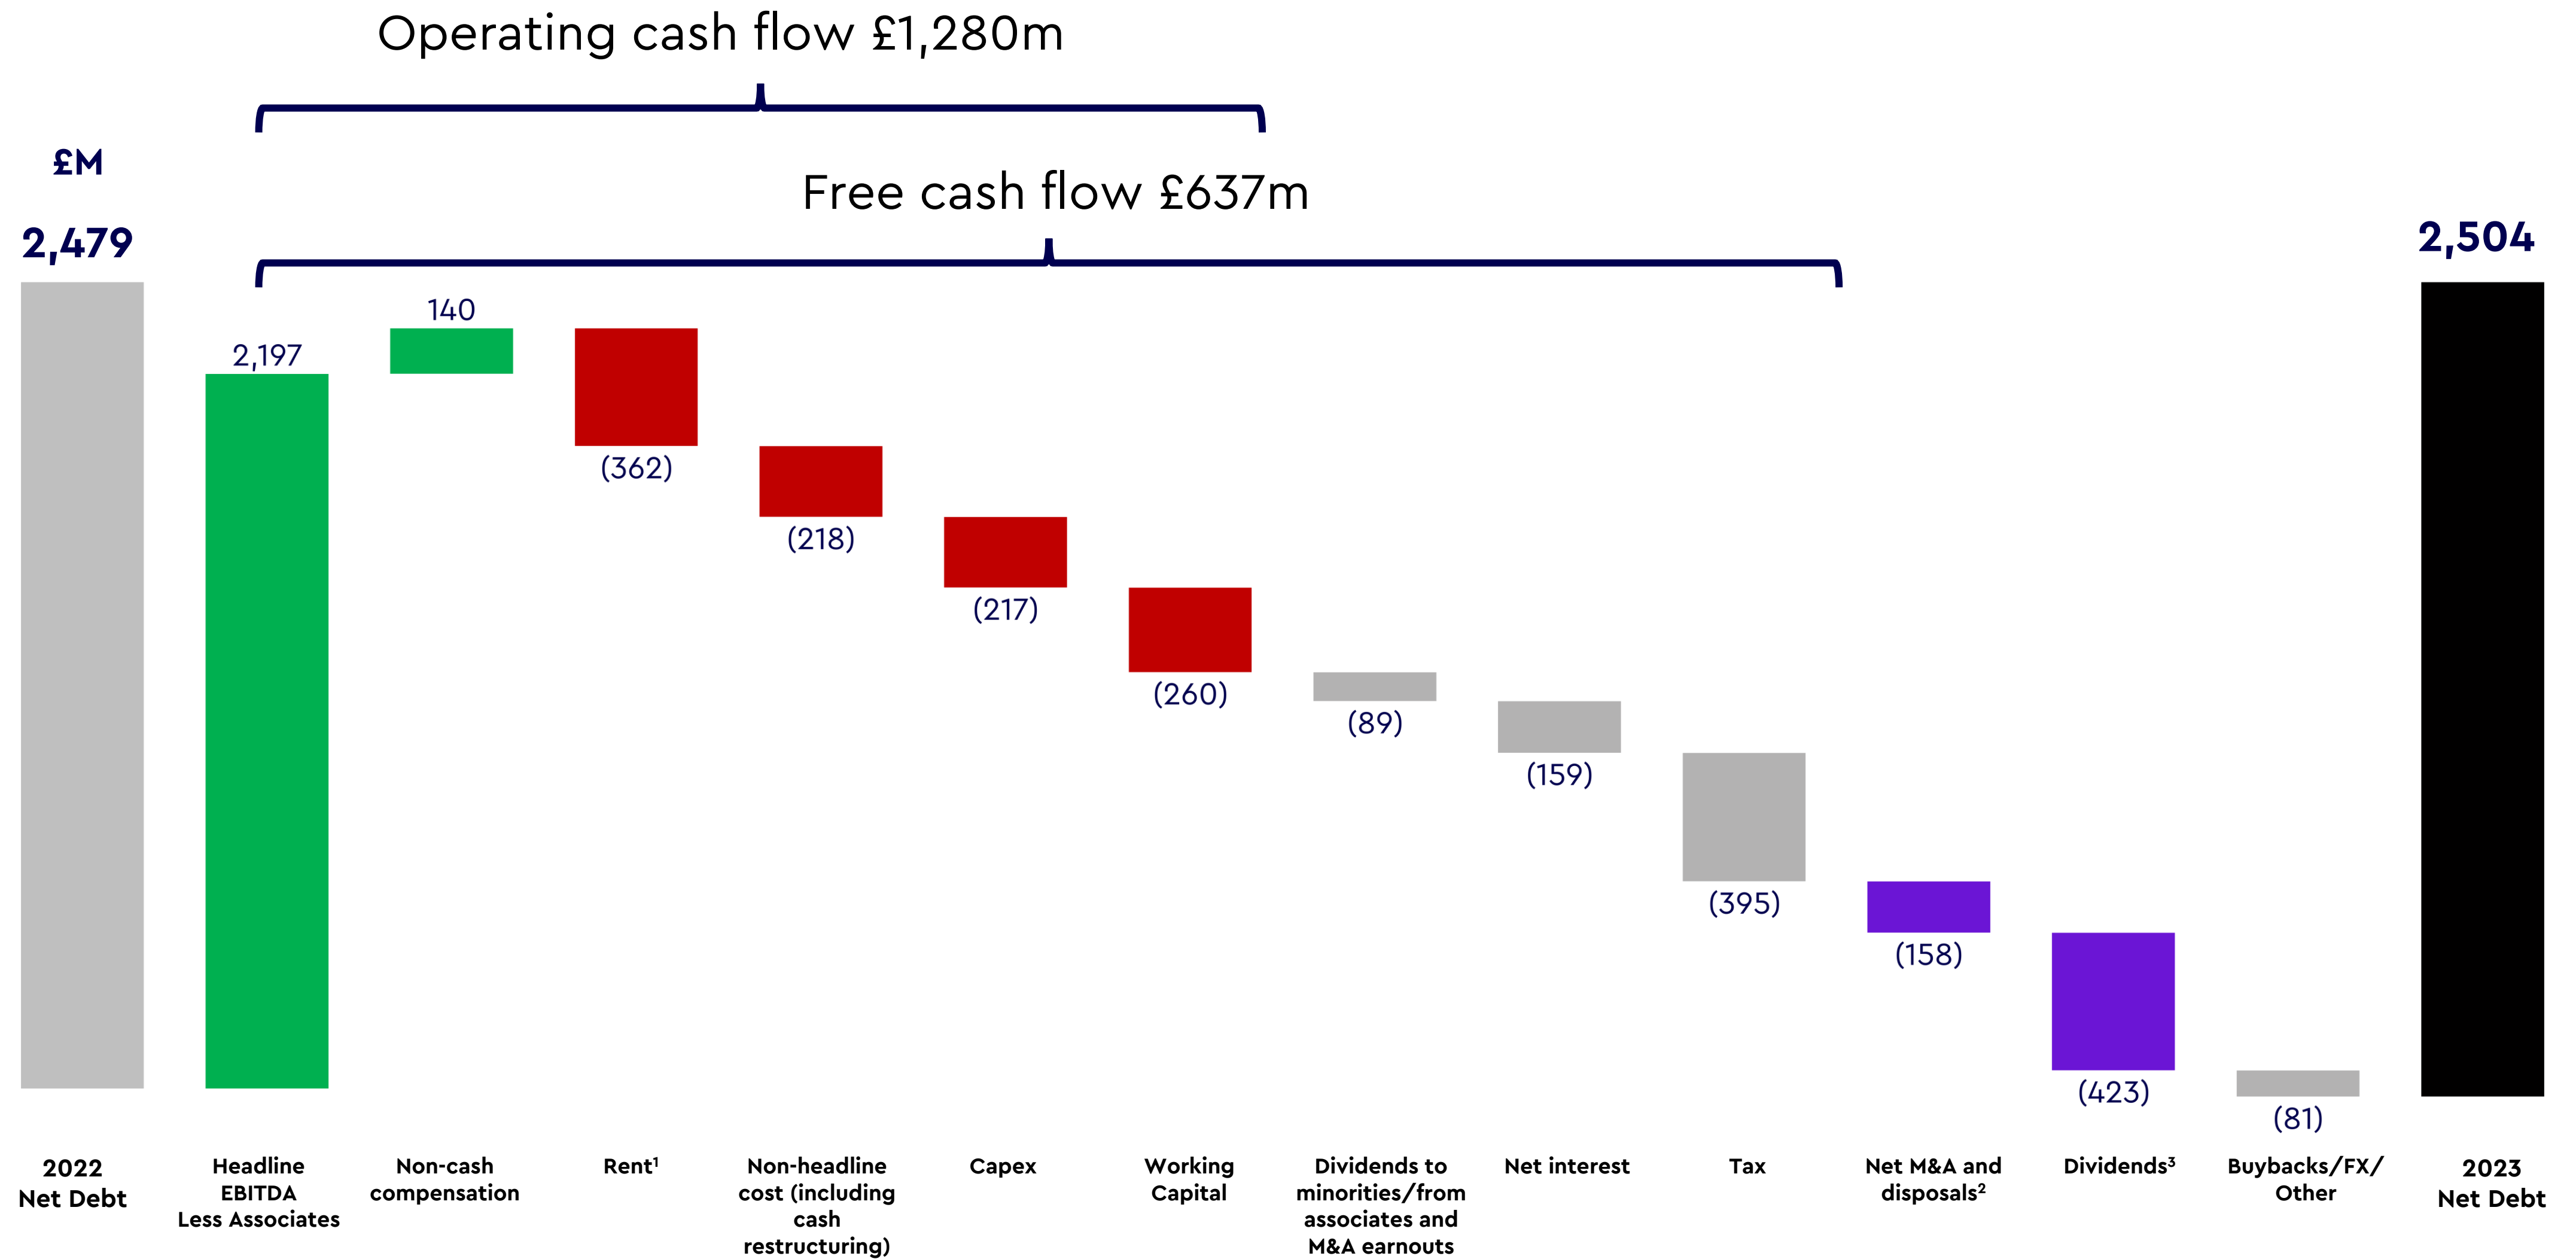 Operating cash flow £1,280m
£M
Free cash flow £637m
2,479
2,504
140
2,197
(362)
(218)
(217)
(260)
(89)
(159)
(395)
(158)
(423)
(81)
2022
Net Debt
Headline
EBITDA
Less Associates
Non-cash
compensation
Rent¹
Non-headline
cost (including
cash
restructuring)
Capex
Working
Capital
Dividends to
minorities/from
associates and
M&A earnouts
Net interest
Tax
Net M&A and
disposals²
Dividends³
Buybacks/FX/
Other
2023
Net Debt